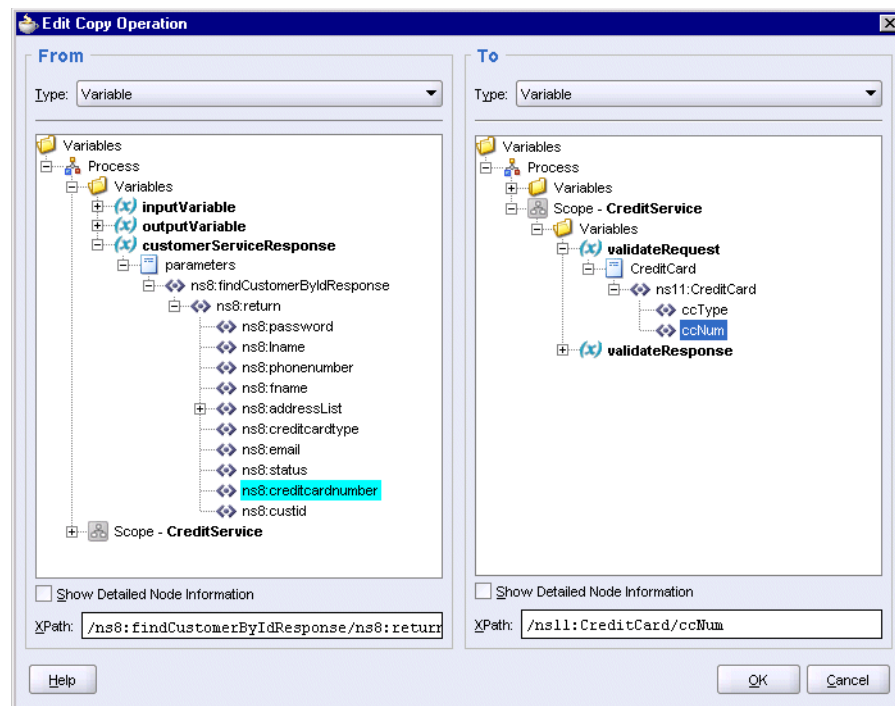 Edit Copy Operation
From
Type: Variable
Variables
Process
Variables
(x) inputVariable
(x) outputVariable
(x) customerServiceResponse
parameters
ns8:findCustomerByIdResponse
ns8:return
ns8:password
ns8:lname
ns8:phonenumber
ns8:fname
ns8:addressList
ns8:creditcardtype
ns8:email
ns8:status
ns8:creditcardnumber
ns8:custid
Scope - CreditService
Show Detailed Node Information
XPath: /ns8:findCustomerByIdResponse/ns8:return
To
Type: Variable
Variables
Process
Variables
Scope - CreditService
Variables
(x) validateRequest
CreditCard
ns11:CreditCard
ccType
ccNum
(x) validateResponse
Show Detailed Node Information
XPath: /ns11:CreditCard/ccNum
Help
OK
Cancel